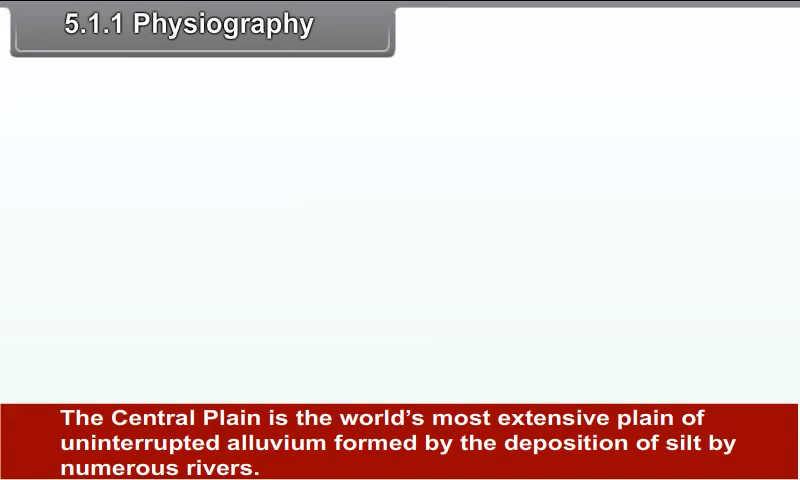 5.1.1 Physiography
The Central Plain is the world’s most extensive plain of
uninterrupted alluvium formed by the deposition of silt by
numerous rivers.